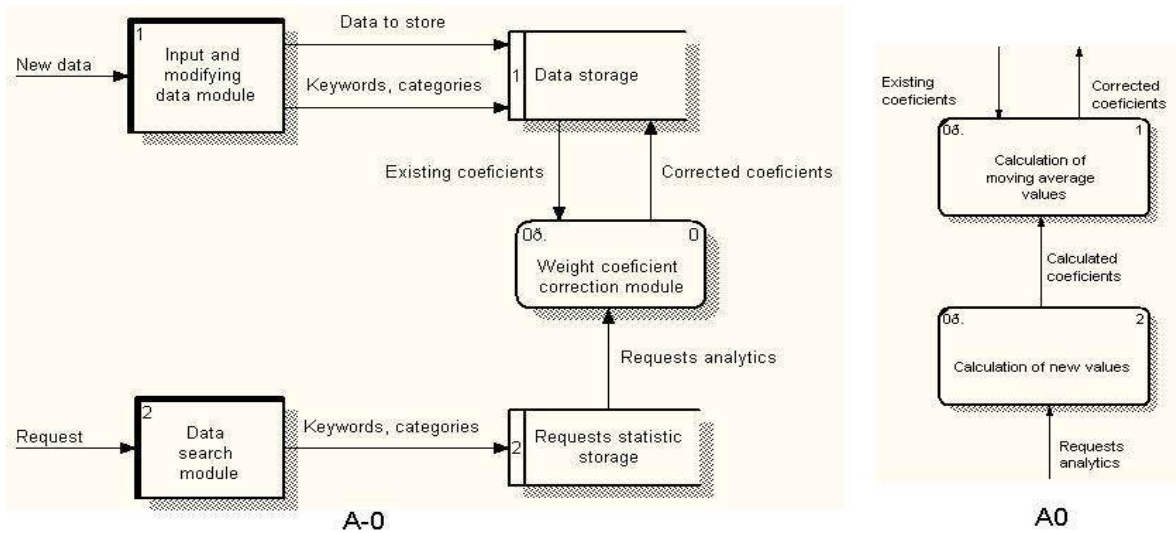 1
Input and
modifying
data module
New data
Data to store
Keywords, categories
1
Data storage
Existing coeficients
Corrected coeficients
0ð.
0
Weight coeficient
correction module
Requests analytics
2
Data
search
module
Request
Keywords, categories
2
Requests statistic
storage
A-0
Existing
coeficients
Corrected
coeficients
0ð.
1
Calculation of
moving average
values
Calculated
coeficients
0ð.
2
Calculation of new values
Requests
analytics
A0